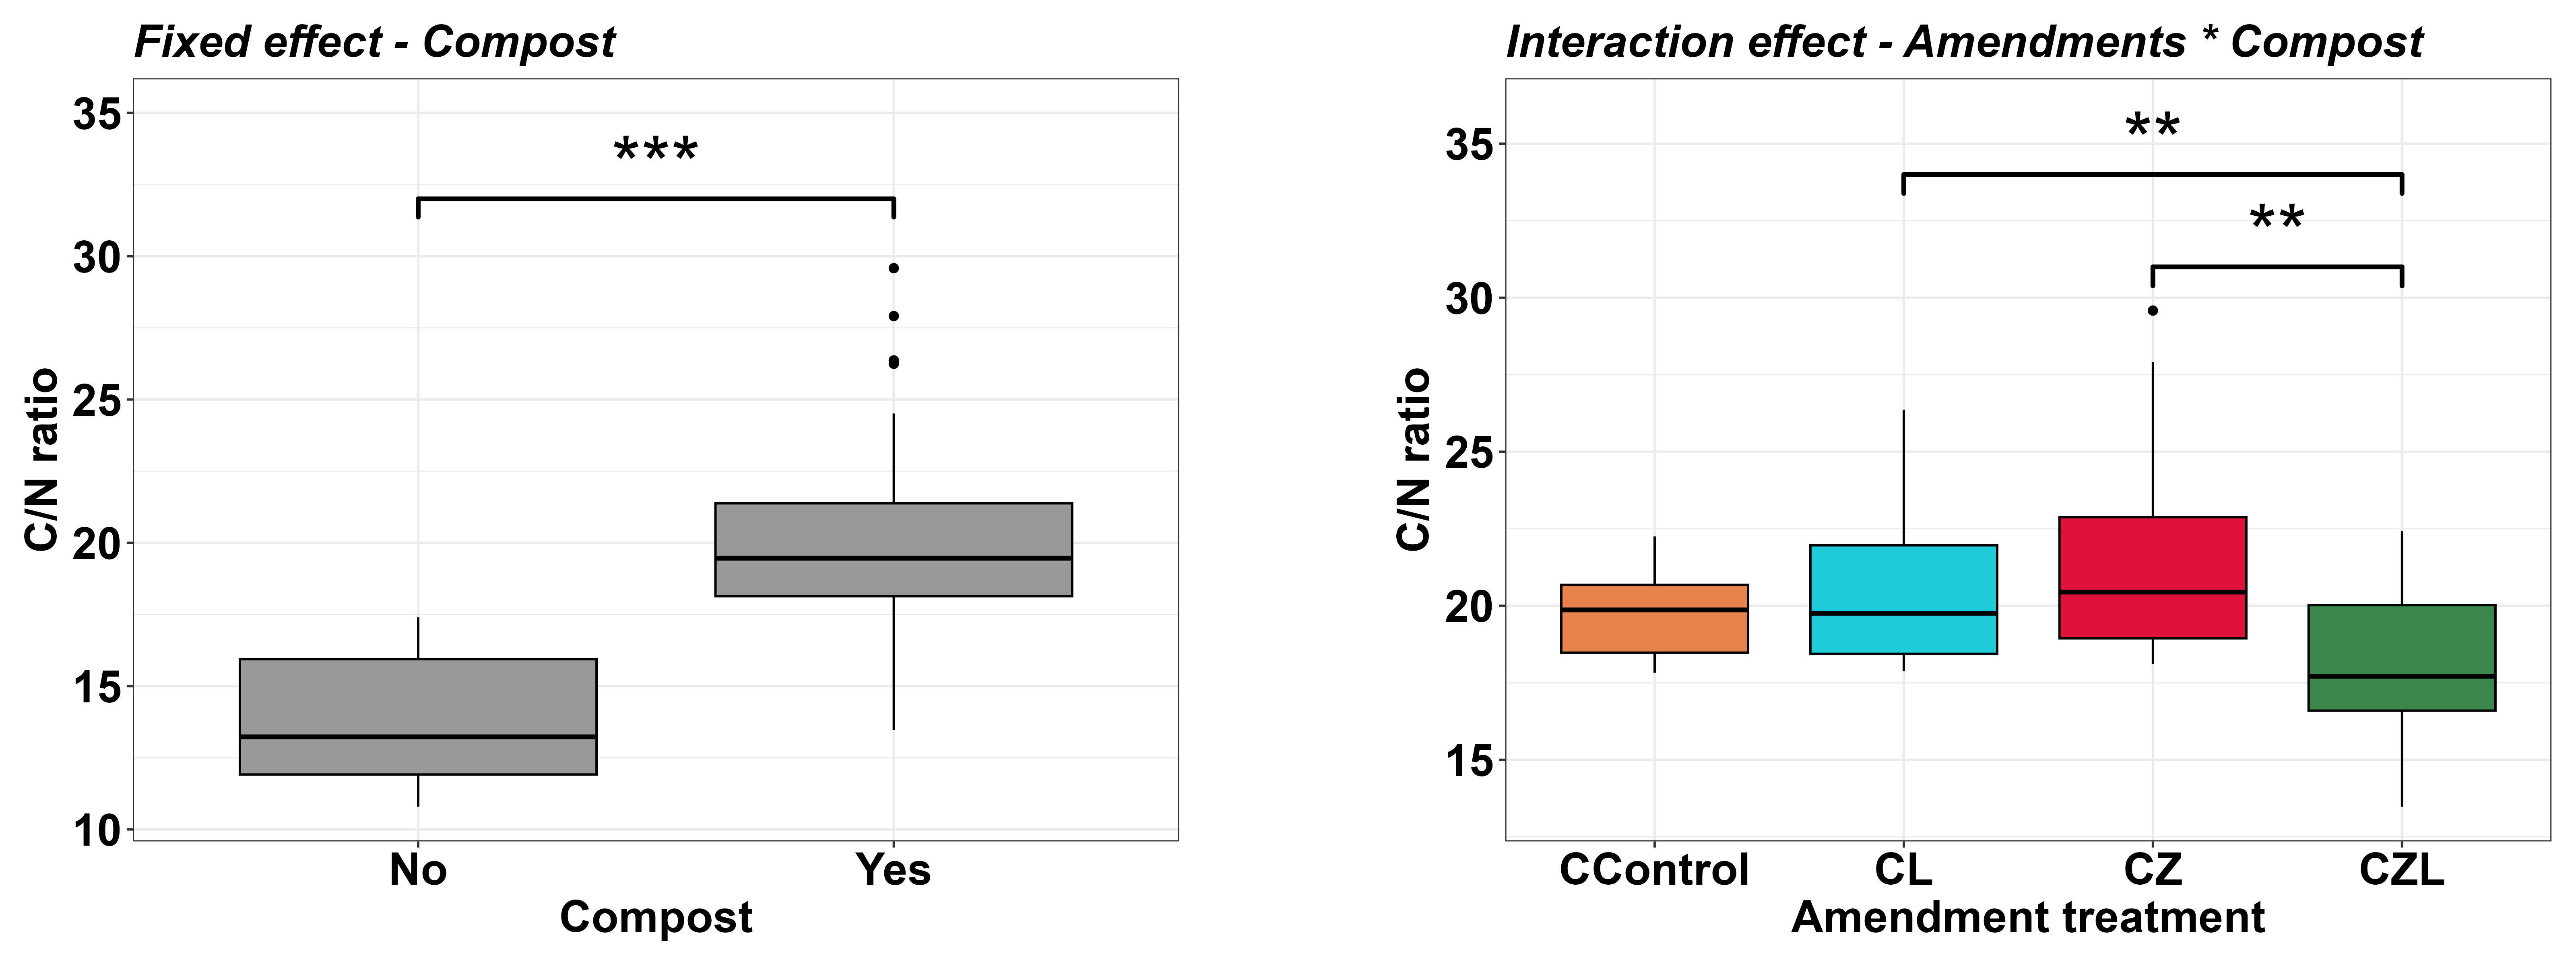 Fixed effect - Compost
35
30
25
20
15
10
C/N ratio
***
No
Yes
Compost
Interaction effect - Amendments * Compost
35
30
25
20
15
C/N ratio
**
**
CControl
CL
CZ
CZL
Amendment treatment